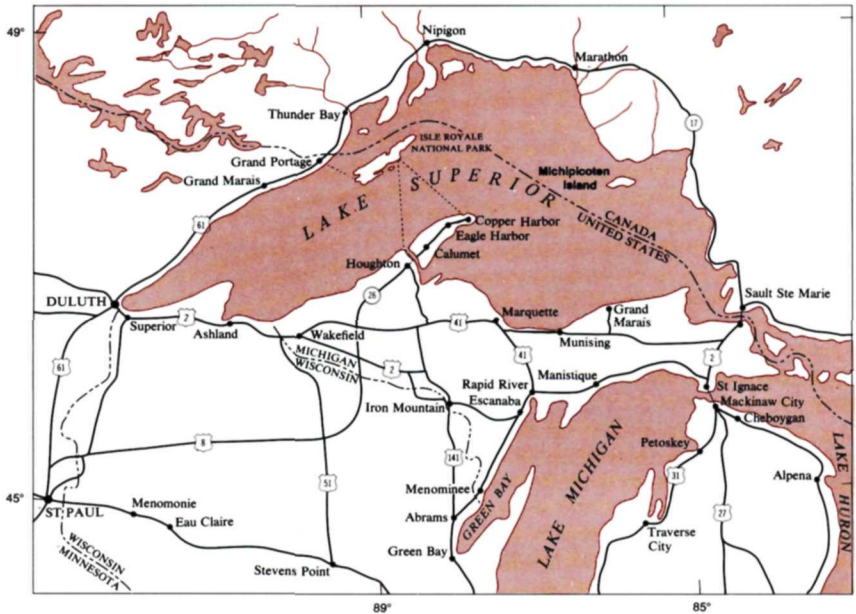 49°
Nipigon
Marathon
17
Thunder Bay
ISLE ROYALE
NATIONAL PARK
Grand Portage
Michipicoten
Island
Grand Marais
LAKE SUPERIOR
CANADA
UNITED STATES
61
Copper Harbor
Eagle Harbor
Calumet
Houghton
26
DULUTH
Sault Ste Marie
Superior
2
Ashland
Wakefield
41
Marquette
Grand
Marais
Munising
MICHIGAN
WISCONSIN
61
2
41
2
Rapid River
Manistique
St Ignace
Escanaba
Mackinaw City
Iron Mountain
Cheboygan
8
141
Petoskey
LAKE MICHIGAN
LAKE HURON
51
31
Alpena
45°
Menominee
GREEN BAY
ST. PAUL
Menomonie
Eau Claire
Abrams
27
Traverse
City
WISCONSIN
MINNESOTA
Green Bay
Stevens Point
89°
85°